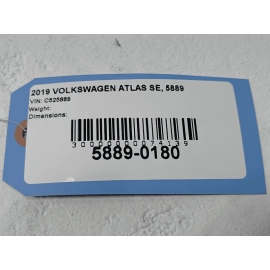 2019 VOLKSWAGEN ATLAS SE, 5889
VIN: C525889
Weight:
Dimensions:
3000000074139
5889-0180